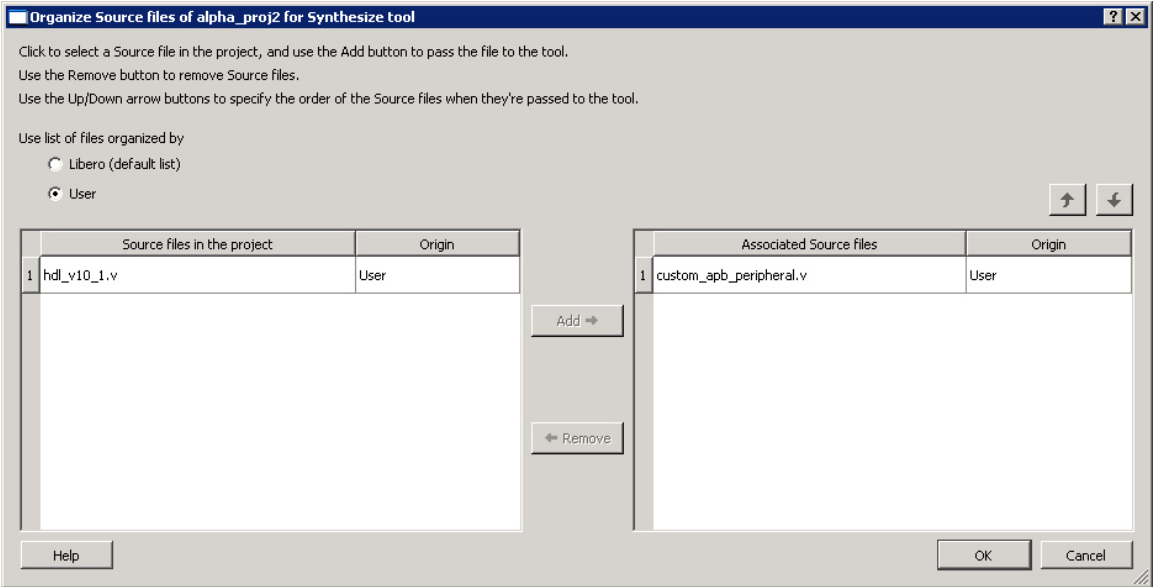 Organize Source files of alpha_proj2 for Synthesize tool
Click to select a Source file in the project, and use the Add button to pass the file to the tool.
Use the Remove button to remove Source files.
Use the Up/Down arrow buttons to specify the order of the Source files when they're passed to the tool.
Use list of files organized by
Libero (default list)
User
Source files in the project Origin
1 hdl_v10_1.v User
Add
Remove
Associated Source files Origin
1 custom_apb_peripheral.v User
Help
OK Cancel